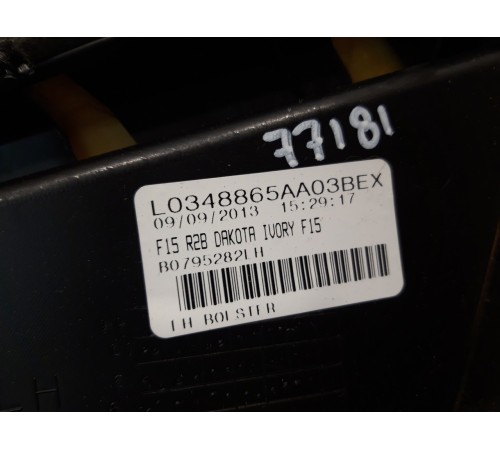 77181
L0348865AA03BEX
09/09/2013 15:29:17
F15 R2B DAKOTA IVORY F15
B0795282LH
LH BOLSTER